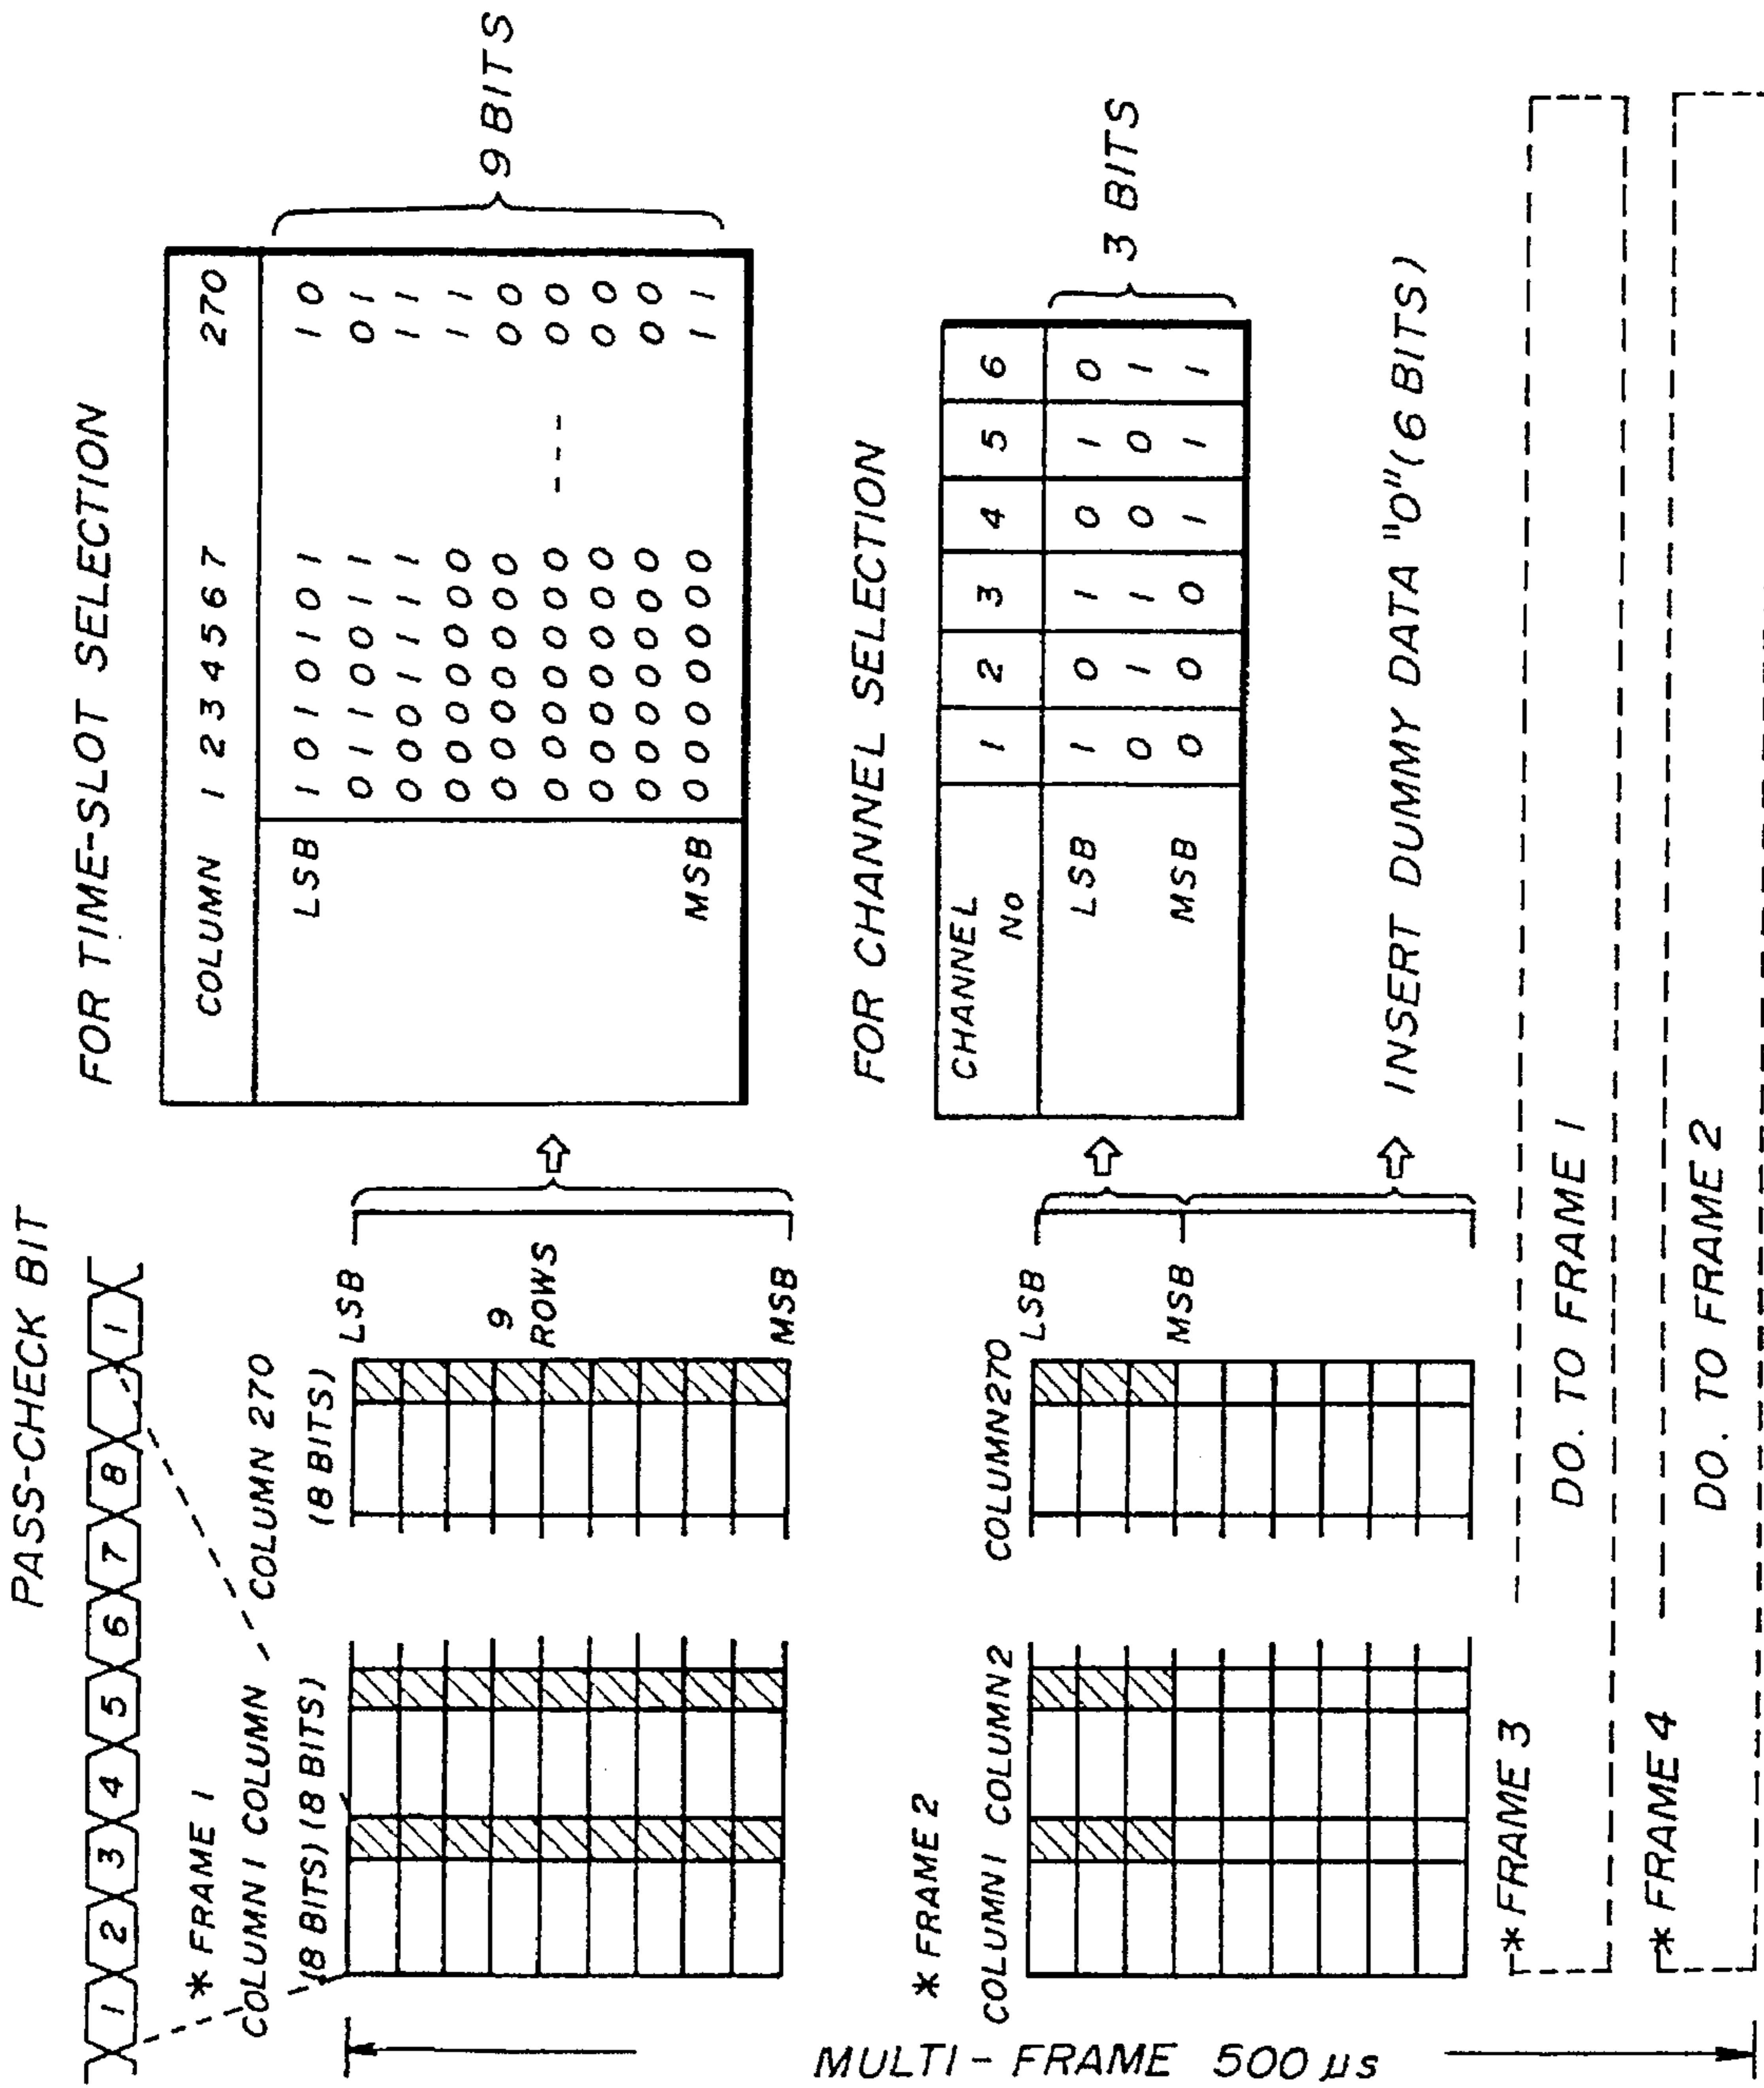 PASS-CHECK BIT
1 2 3 4 5 6 7 8 1
* FRAME 1
COLUMN 1 COLUMN COLUMN 270
(8 BITS) (8 BITS) (8 BITS)
LSB
9
ROWS
MSB
FOR TIME-SLOT SELECTION
COLUMN 1 2 3 4 5 6 7 270
LSB 1 0 1 0 1 0 1 1 0
0 1 1 0 0 1 1 0 1
0 0 0 1 1 1 1 1 1
0 0 0 0 0 0 0 1 1
0 0 0 0 0 0 0 0 0
0 0 0 0 0 0 0 --- 0 0
0 0 0 0 0 0 0 0 0
0 0 0 0 0 0 0 0 0
MSB 0 0 0 0 0 0 0 1 1
9 BITS
* FRAME 2
COLUMN 1 COLUMN 2 COLUMN 270
LSB
MSB
FOR CHANNEL SELECTION
CHANNEL No 1 2 3 4 5 6
LSB 1 0 1 0 1 0
0 1 1 0 0 1
MSB 0 0 0 1 1 1
3 BITS
INSERT DUMMY DATA "0" (6 BITS)
* FRAME 3
DO. TO FRAME 1
* FRAME 4
DO. TO FRAME 2
MULTI-FRAME 500 μs